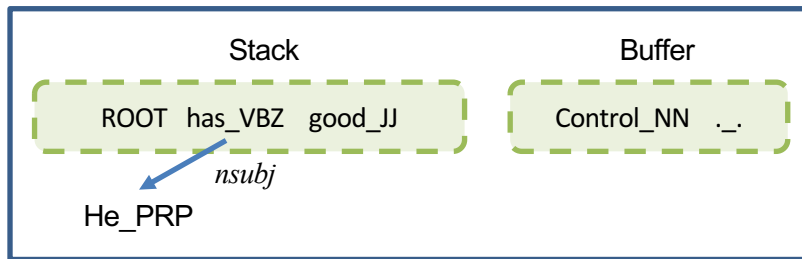 Stack Buffer
ROOT has_VBZ good_JJ Control_NN ._.
nsubj
He_PRP